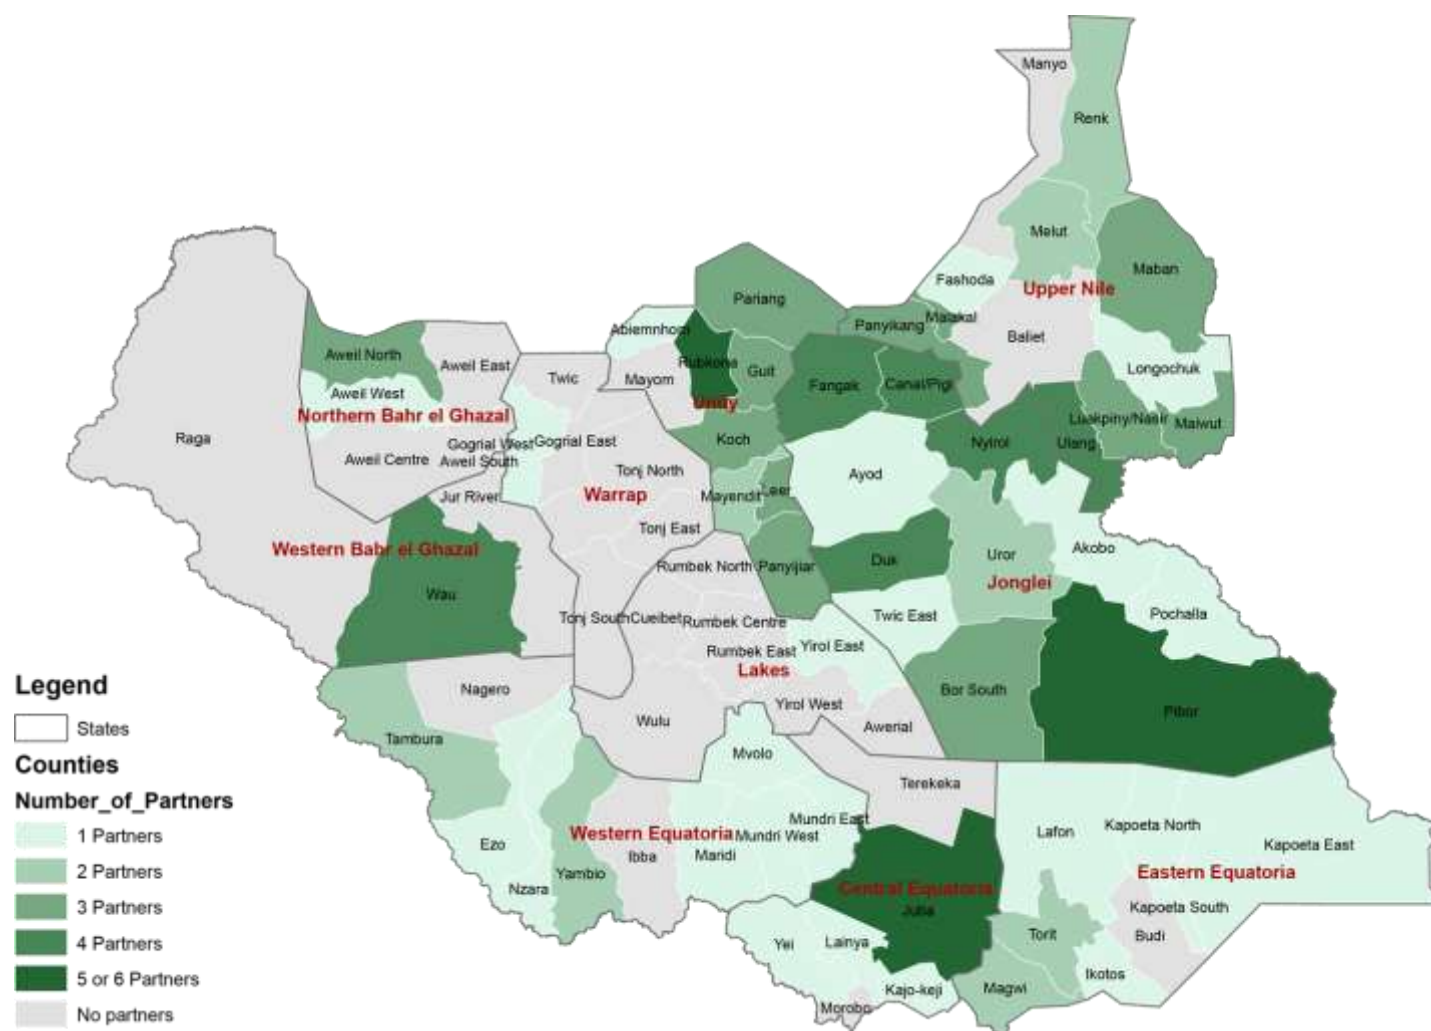 Manyo
Renk
Melut
Maban
Fashoda
Upper Nile
Pariang
Malakal
Panyikang
Abiemnhom
Baliet
Aweil North
Aweil East
Rubkona
Longochuk
Twic
Mayom
Guit
Fangak
Canal/Pigi
Aweil West
Unity
Northern Bahr el Ghazal
Luakpiny/Nasir
Maiwut
Raga
Gogrial West
Gogrial East
Koch
Nyirol
Ulang
Aweil Centre
Aweil South
Tonj North
Ayod
Jur River
Warrap
Mayendit
Leer
Tonj East
Western Bahr el Ghazal
Akobo
Rumbek North
Panyijiar
Duk
Uror
Jonglei
Wau
Tonj South
Cueibet
Rumbek Centre
Twic East
Pochalla
Rumbek East
Yirol East
Lakes
Nagero
Bor South
Yirol West
Pibor
Wulu
Awerial
Tambura
Mvolo
Terekeka
Mundri East
Western Equatoria
Mundri West
Lafon
Kapoeta North
Kapoeta East
Ezo
Ibba
Maridi
Yambio
Nzara
Central Equatoria
Juba
Eastern Equatoria
Kapoeta South
Yei
Lainya
Torit
Budi
Ikotos
Kajo-keji
Magwi
Morobo
Legend
States
Counties
Number_of_Partners
1 Partners
2 Partners
3 Partners
4 Partners
5 or 6 Partners
No partners